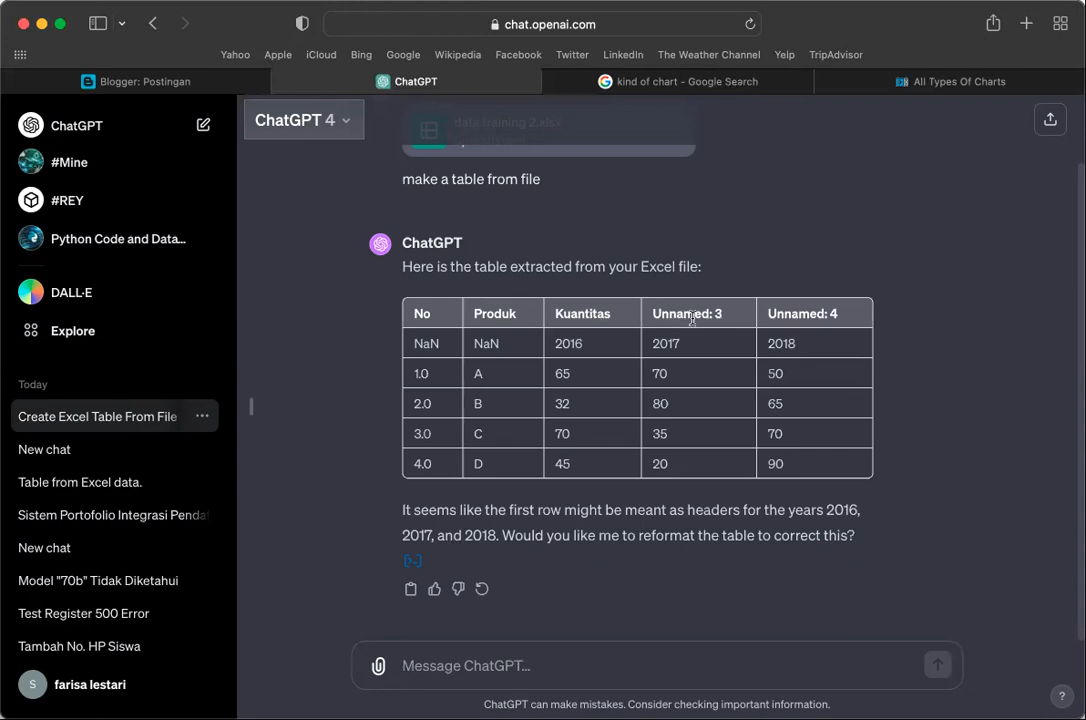 chat.openai.com
Yahoo Apple iCloud Bing Google Wikipedia Facebook Twitter LinkedIn The Weather Channel Yelp TripAdvisor
Blogger: Postingan
ChatGPT
kind of chart - Google Search
All Types Of Charts
ChatGPT
#Mine
#REY
Python Code and Data...
DALL·E
Explore
Today
Create Excel Table From File ...
New chat
Table from Excel data.
Sistem Portofolio Integrasi Penda
New chat
Model "70b" Tidak Diketahui
Test Register 500 Error
Tambah No. HP Siswa
S farisa lestari
ChatGPT 4
data training 2.xlsx
make a table from file
ChatGPT
Here is the table extracted from your Excel file:
No Produk Kuantitas Unnamed: 3 Unnamed: 4
NaN NaN 2016 2017 2018
1.0 A 65 70 50
2.0 B 32 80 65
3.0 C 70 35 70
4.0 D 45 20 90
It seems like the first row might be meant as headers for the years 2016,
2017, and 2018. Would you like me to reformat the table to correct this?
[>-]
Message ChatGPT...
ChatGPT can make mistakes. Consider checking important information.
?